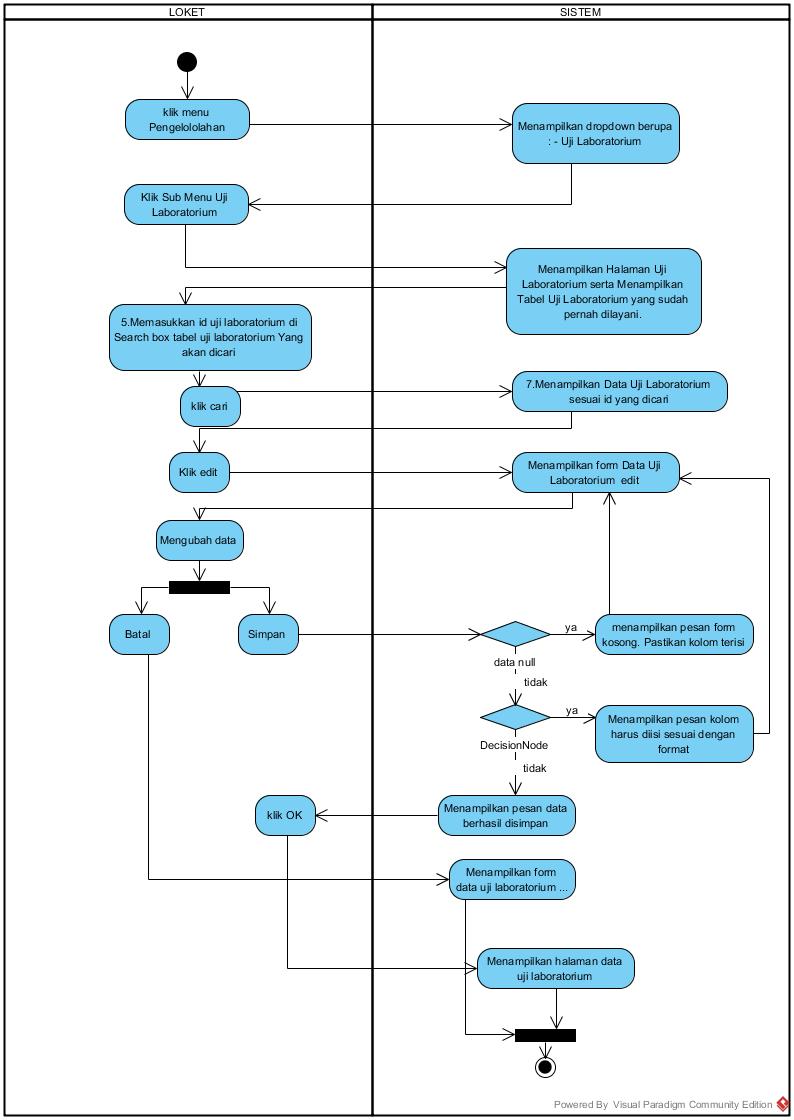 LOKET
SISTEM
klik menu
Pengelololahan
Menampilkan dropdown berupa
: - Uji Laboratorium
Klik Sub Menu Uji
Laboratorium
Menampilkan Halaman Uji
Laboratorium serta Menampilkan
Tabel Uji Laboratorium yang sudah
pernah dilayani.
5.Memasukkan id uji laboratorium di
Search box tabel uji laboratorium Yang
akan dicari
klik cari
7.Menampilkan Data Uji Laboratorium
sesuai id yang dicari
Klik edit
Menampilkan form Data Uji
Laboratorium edit
Mengubah data
Batal
Simpan
ya
menampilkan pesan form
kosong. Pastikan kolom terisi
data null
tidak
ya
Menampilkan pesan kolom
harus diisi sesuai dengan
format
DecisionNode
tidak
klik OK
Menampilkan pesan data
berhasil disimpan
Menampilkan form
data uji laboratorium ...
Menampilkan halaman data
uji laboratorium
Powered By Visual Paradigm Community Edition